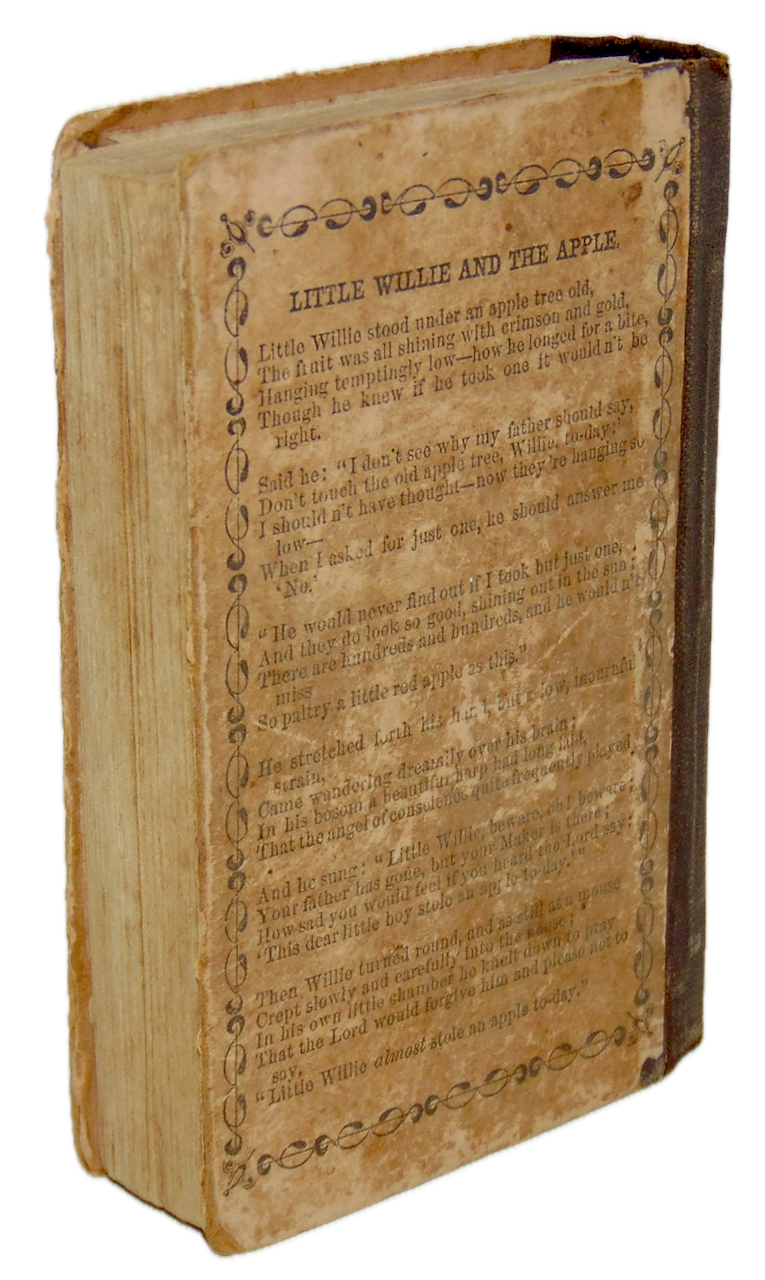 LITTLE WILLIE AND THE APPLE.
Little Willie stood under an apple tree old,
The fruit was all shining with crimson and gold,
Hanging temptingly low—how he longed for a bite,
Though he knew if he took one it wouldn't be
right.
Said he: "I don't see why my father should say,
Don't touch the old apple tree, Willie, to-day;'
I should n't have thought—now they're hanging so
low—
When I asked for just one, he should answer me
'No.'
"He would never find out if I took but just one,
And they do look so good, shining out in the sun;
There are hundreds and hundreds, and he wouldn't
miss
So paltry a little red apple as this."
He stretched forth his hand, but a low, mournful
strain,
Came wandering dreamily over his brain;
In his bosom a beautiful harp had long laid,
That the angel of conscience quite frequently played.
And he sung: "Little Willie, beware, oh! beware;
Your father has gone, but your Maker is there;
How sad you would feel if you heard the Lord say:
'This dear little boy stole an apple to-day.'"
Then Willie turned round, and as still as a mouse
Crept slowly and carefully into the house;
In his own little chamber he knelt down to pray
That the Lord would forgive him and please not to
say,
"Little Willie almost stole an apple to-day."